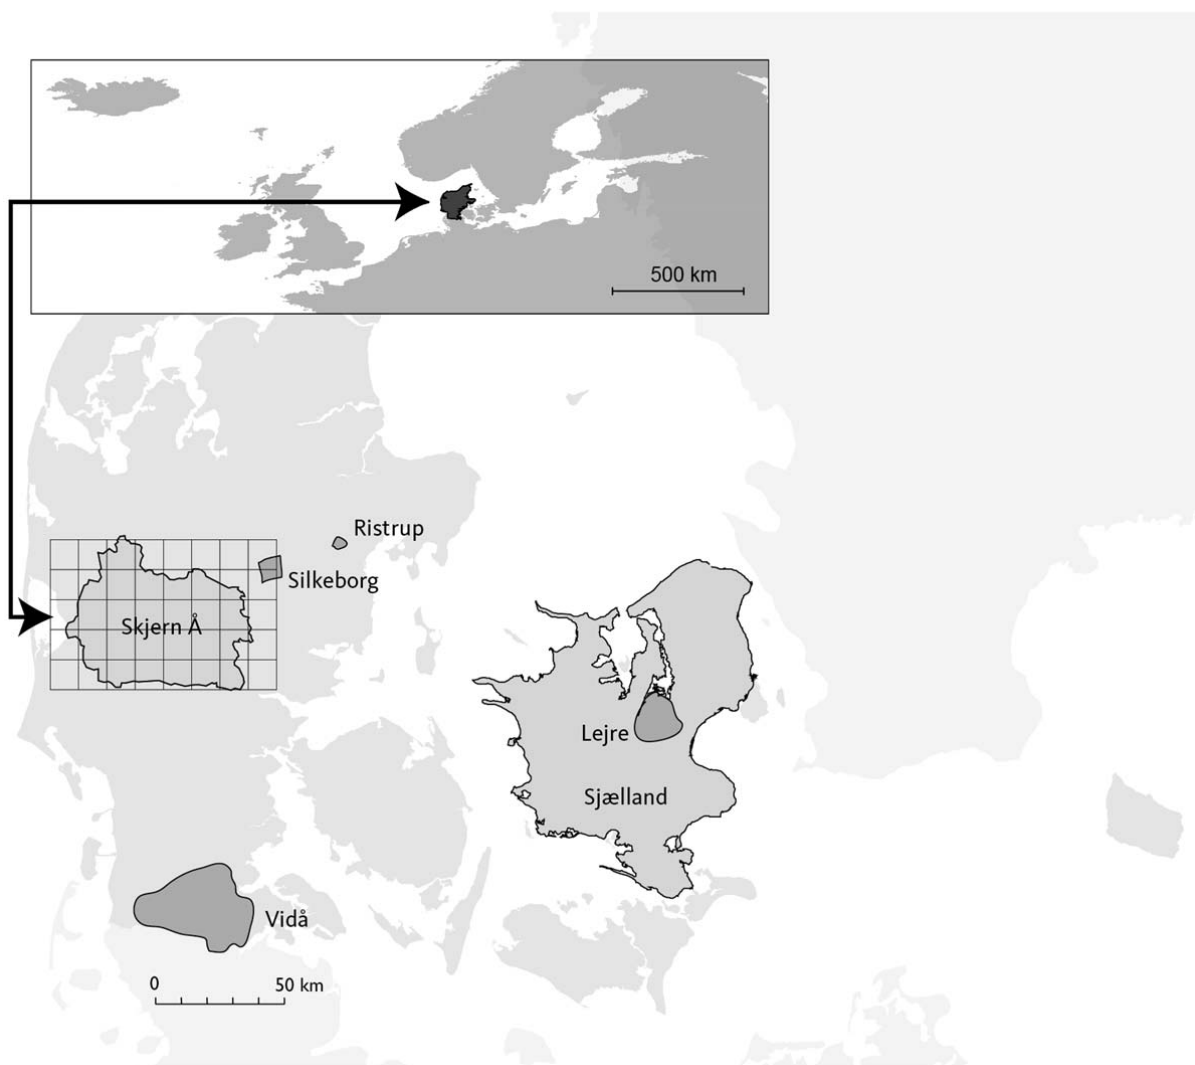 500 km
Ristrup
Silkeborg
Skjern Å
Lejre
Sjælland
Vidå
0 50 km